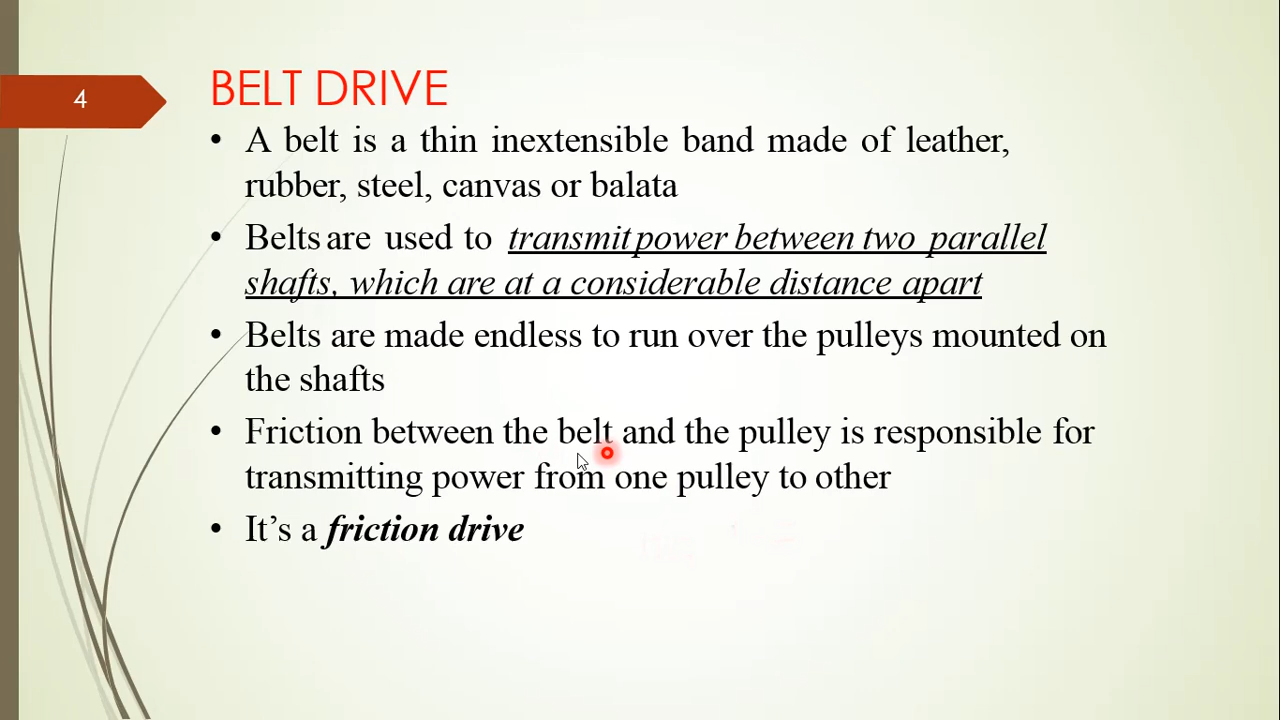 4
BELT DRIVE
• A belt is a thin inextensible band made of leather,
rubber, steel, canvas or balata
• Belts are used to transmit power between two parallel
shafts, which are at a considerable distance apart
• Belts are made endless to run over the pulleys mounted on
the shafts
• Friction between the belt and the pulley is responsible for
transmitting power from one pulley to other
• It’s a friction drive